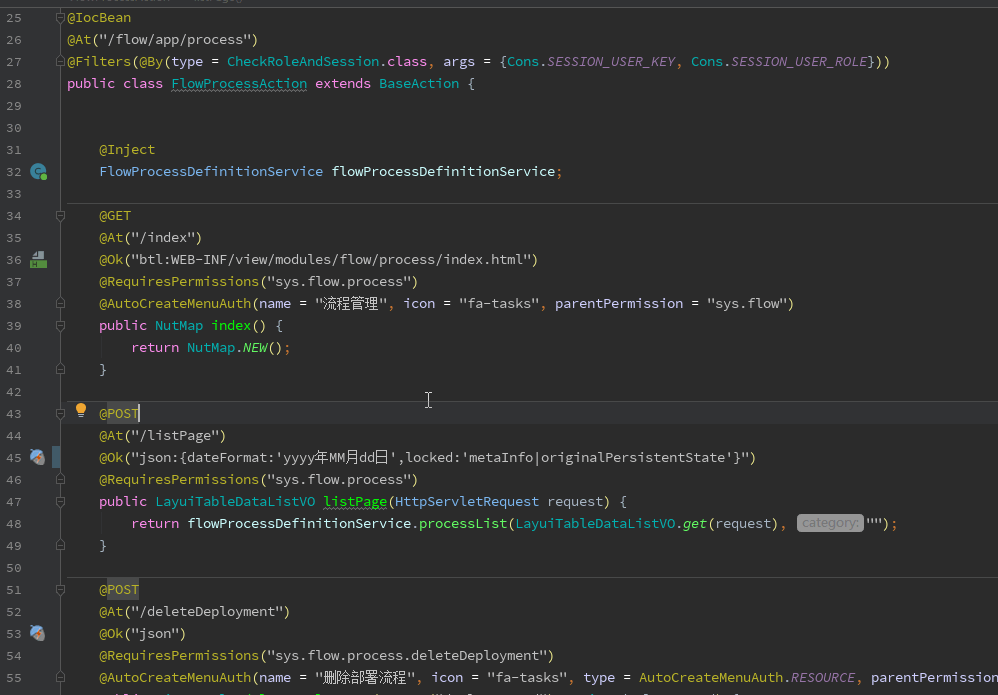 25 @IocBean
26 @At("/flow/app/process")
27 @Filters(@By(type = CheckRoleAndSession.class, args = {Cons.SESSION_USER_KEY, Cons.SESSION_USER_ROLE}))
28 public class FlowProcessAction extends BaseAction {
29
30
31 @Inject
32 FlowProcessDefinitionService flowProcessDefinitionService;
33
34 @GET
35 @At("/index")
36 @Ok("btl:WEB-INF/view/modules/flow/process/index.html")
37 @RequiresPermissions("sys.flow.process")
38 @AutoCreateMenuAuth(name = "流程管理", icon = "fa-tasks", parentPermission = "sys.flow")
39 public NutMap index() {
40 return NutMap.NEW();
41 }
42
43 @POST
44 @At("/listPage")
45 @Ok("json:{dateFormat:'yyyy年MM月dd日',locked:'metaInfo|originalPersistentState'}")
46 @RequiresPermissions("sys.flow.process")
47 public LayuiTableDataListVO listPage(HttpServletRequest request) {
48 return flowProcessDefinitionService.processList(LayuiTableDataListVO.get(request), category: "");
49 }
50
51 @POST
52 @At("/deleteDeployment")
53 @Ok("json")
54 @RequiresPermissions("sys.flow.process.deleteDeployment")
55 @AutoCreateMenuAuth(name = "删除部署流程", icon = "fa-tasks", type = AutoCreateMenuAuth.RESOURCE, parentPermission